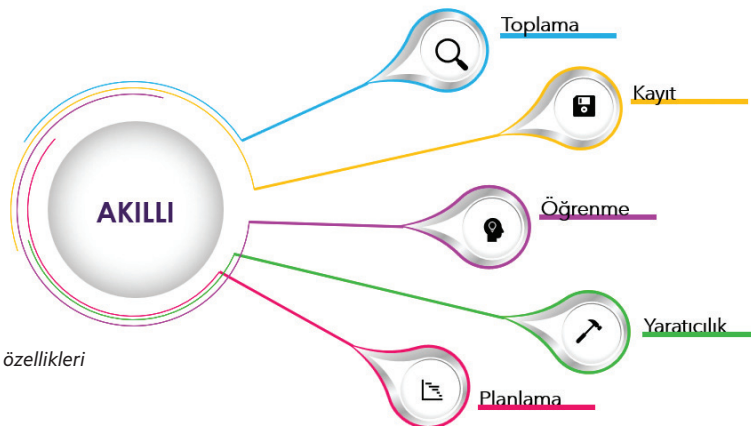 Toplama
Kayıt
AKILLI
Öğrenme
Yaratıcılık
özellikleri
Planlama